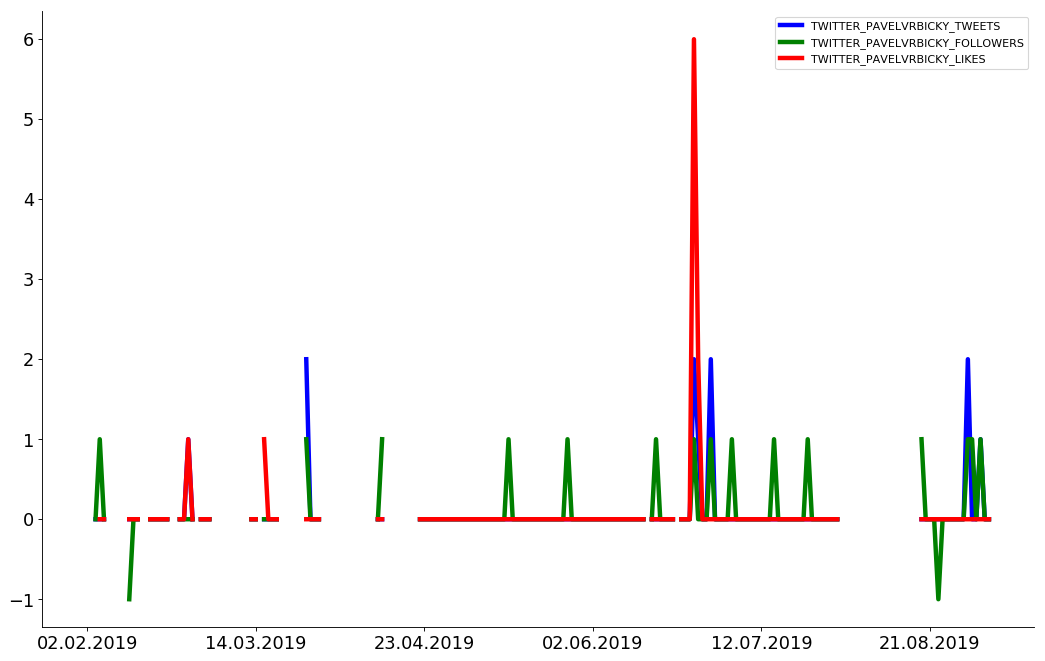 TWITTER_PAVELVRBICKY_TWEETS
TWITTER_PAVELVRBICKY_FOLLOWERS
TWITTER_PAVELVRBICKY_LIKES
6
5
4
3
2
1
0
−1
02.02.2019 14.03.2019 23.04.2019 02.06.2019 12.07.2019 21.08.2019